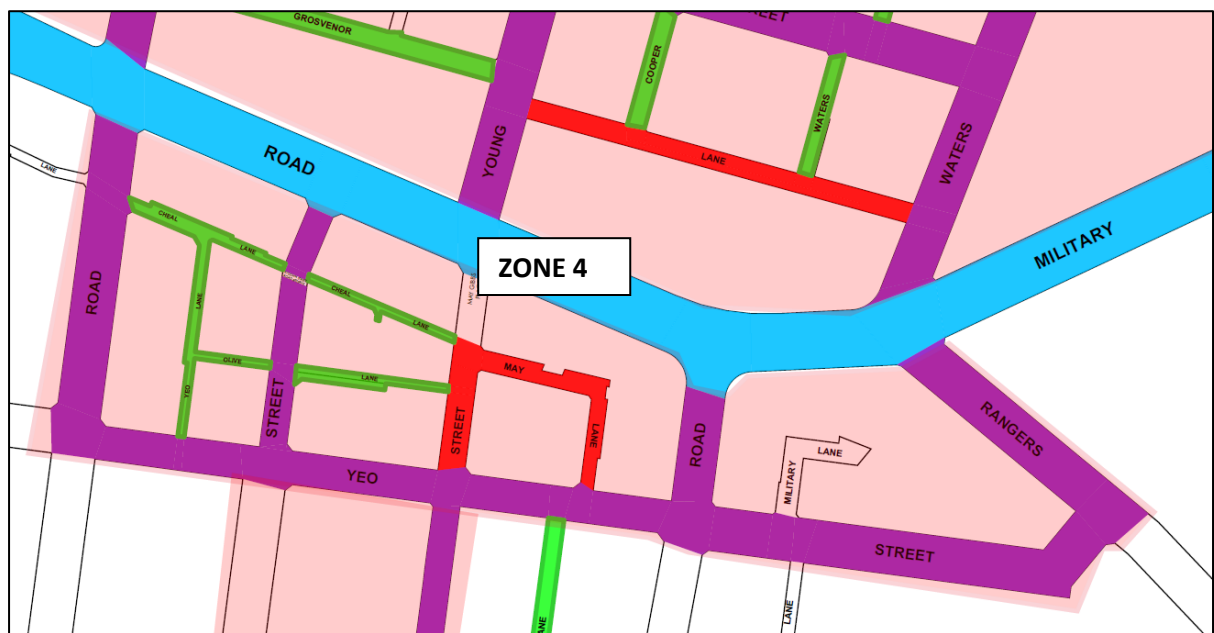 GROSVENOR
STREET
COOPER
WATERS
ROAD
YOUNG
LANE
WATERS
LANE
MILITARY
ZONE 4
CHEAL
LANE
ROAD
LANE
CHEAL
LANE
OLIVE
LANE
YEO
STREET
MAY
STREET
LANE
ROAD
RANGERS
LANE
MILITARY
YEO
STREET
LANE
LANE